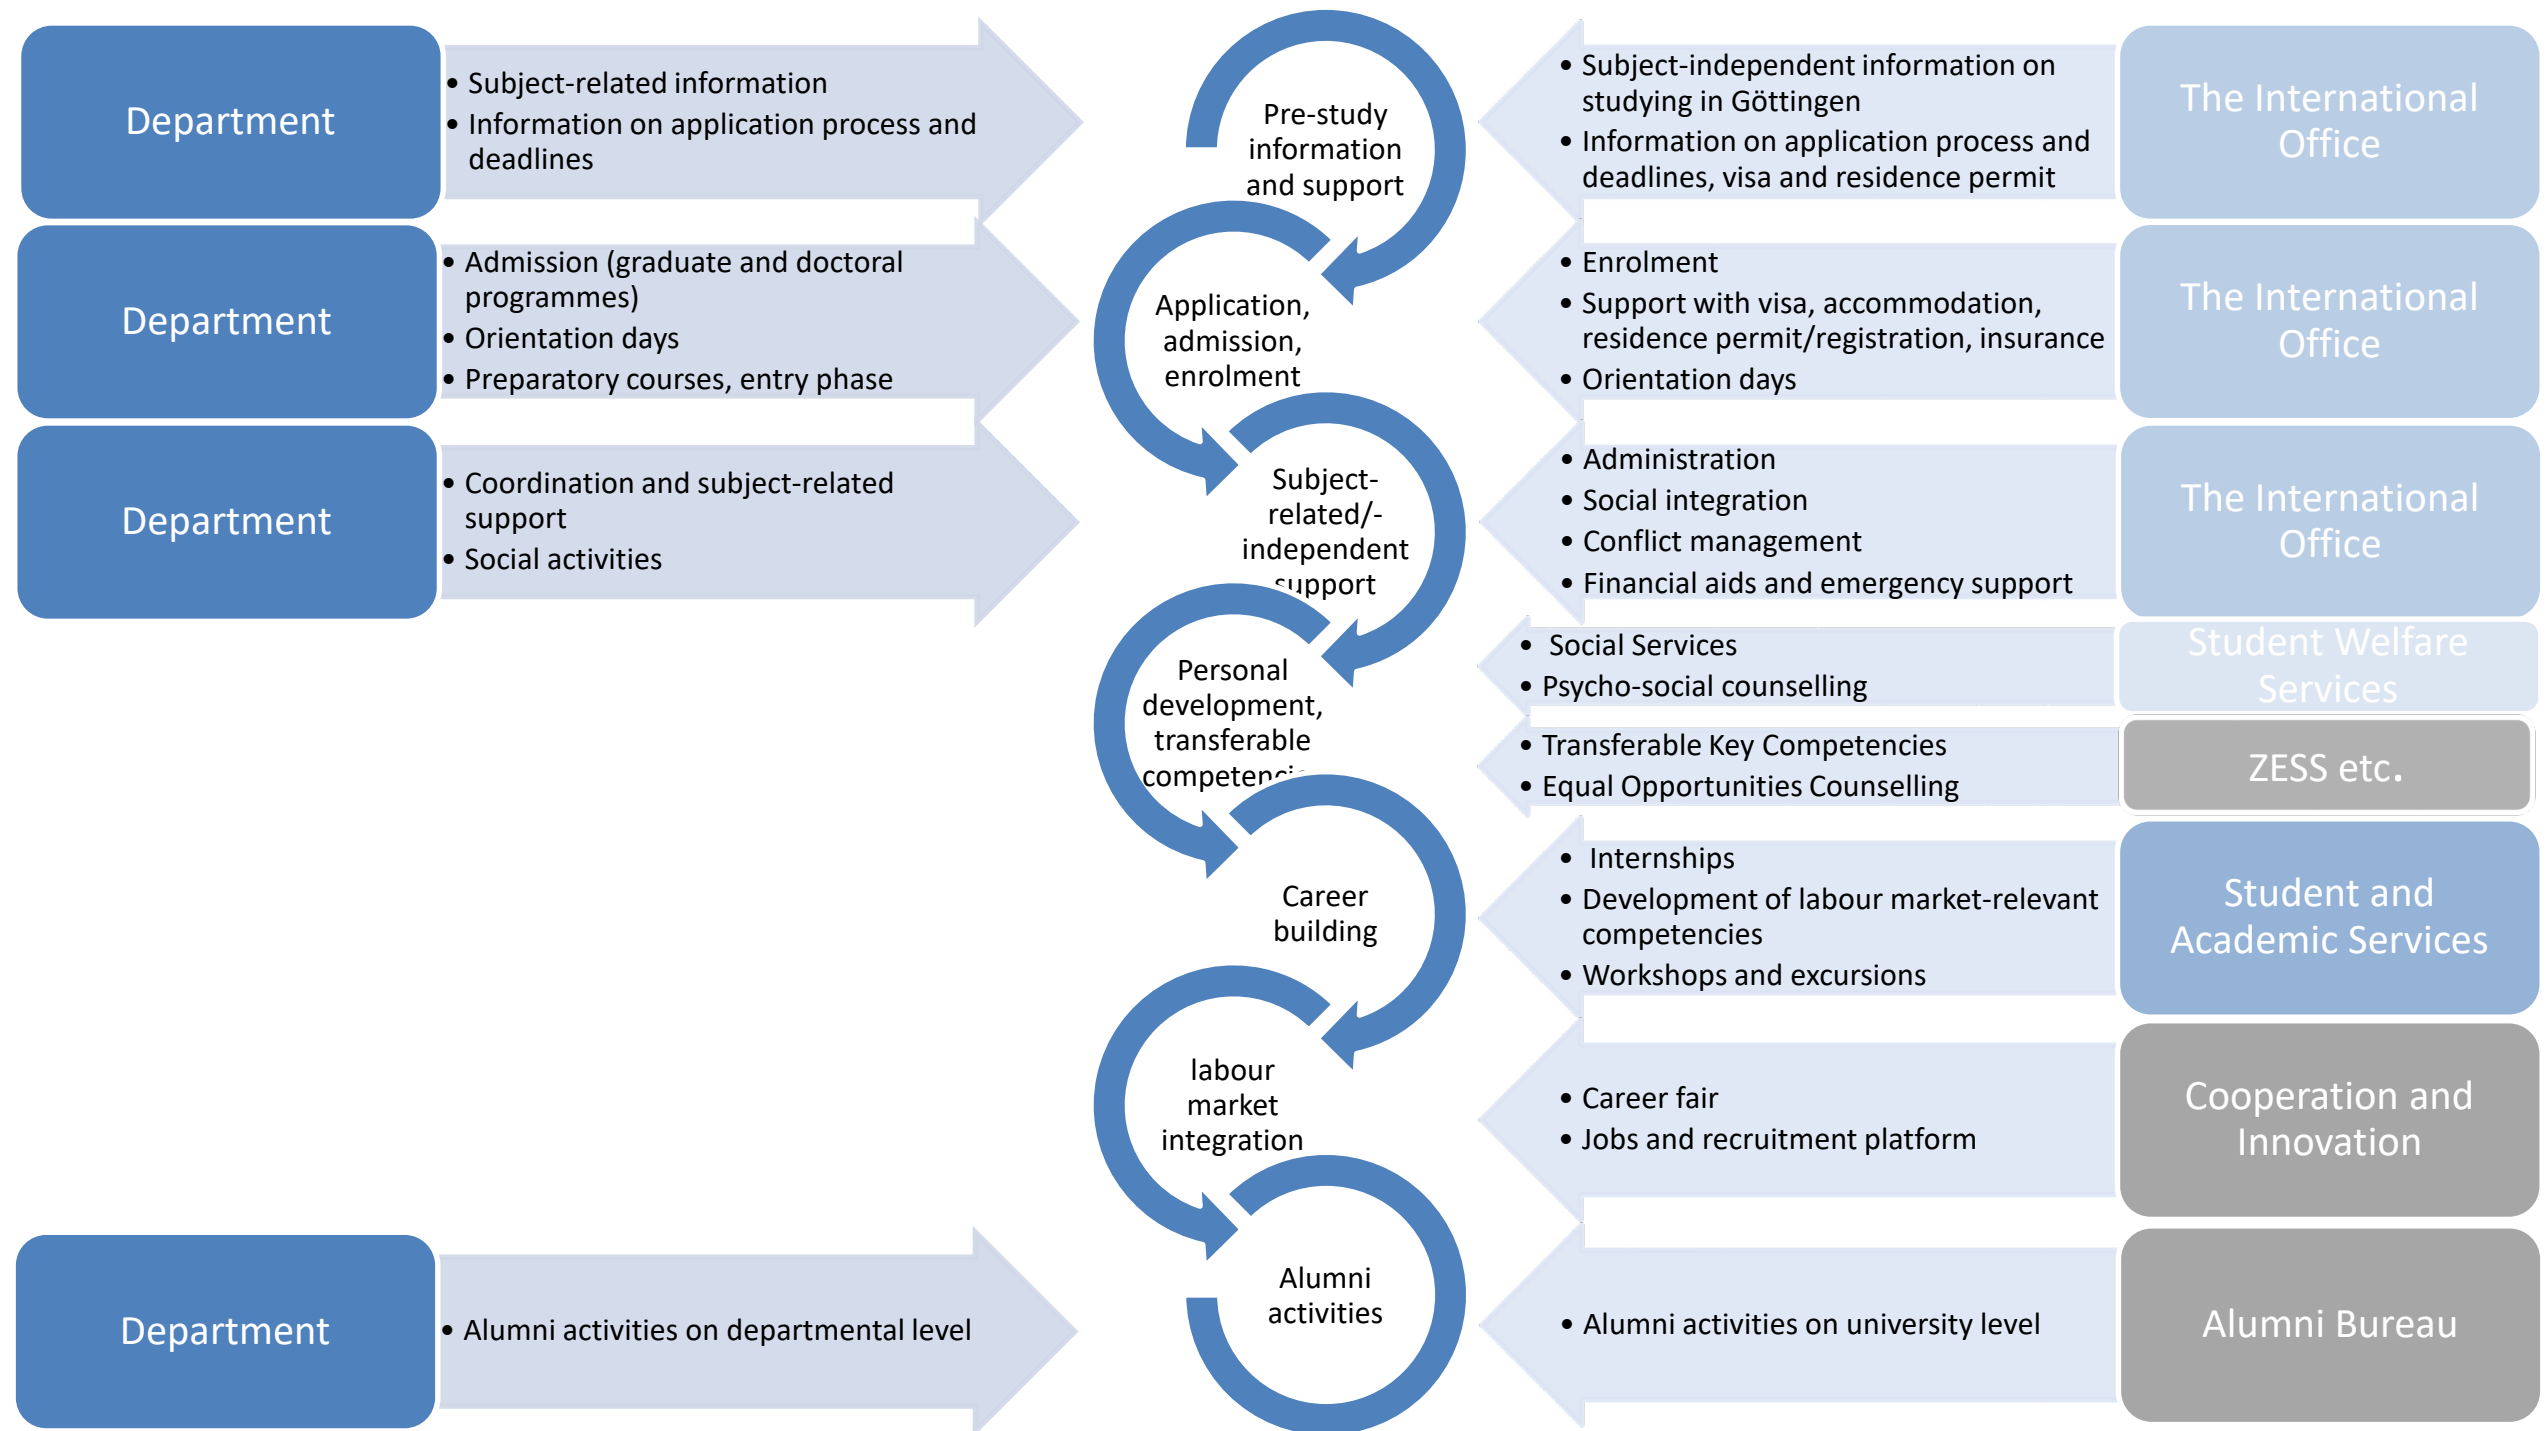 Department
• Subject-related information
• Information on application process and
deadlines
Pre-study
information
and support
• Subject-independent information on
studying in Göttingen
• Information on application process and
deadlines, visa and residence permit
The International
Office
Department
• Admission (graduate and doctoral
programmes)
• Orientation days
• Preparatory courses, entry phase
Application,
admission,
enrolment
• Enrolment
• Support with visa, accommodation,
residence permit/registration, insurance
• Orientation days
The International
Office
Department
• Coordination and subject-related
support
• Social activities
Subject-
related/-
independent
support
• Administration
• Social integration
• Conflict management
• Financial aids and emergency support
The International
Office
Personal
development,
transferable
• Social Services
• Psycho-social counselling
Student Welfare
Services
• Transferable Key Competencies
• Equal Opportunities Counselling
ZESS etc.
Career
building
• Internships
• Development of labour market-relevant
competencies
• Workshops and excursions
Student and
Academic Services
labour
market
integration
• Career fair
• Jobs and recruitment platform
Cooperation and
Innovation
Department
• Alumni activities on departmental level
Alumni
activities
• Alumni activities on university level
Alumni Bureau